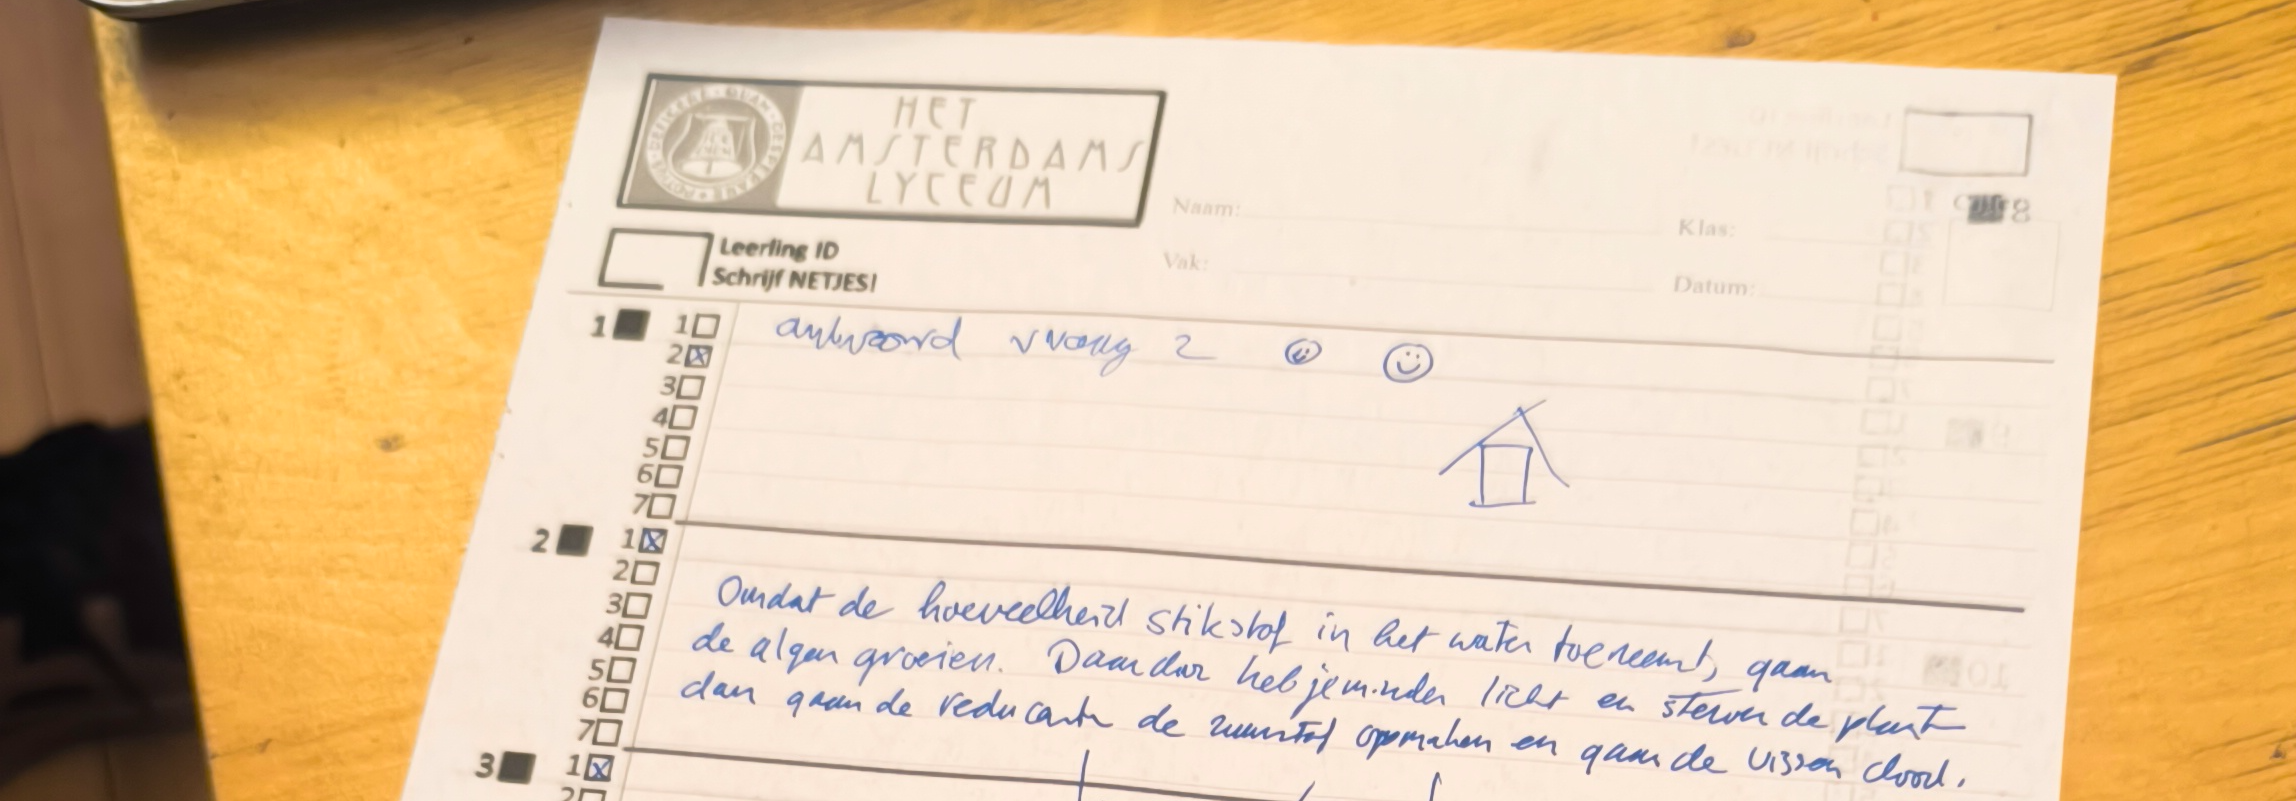 HET
AMSTERDAMS
LYCEUM
Naam:
Klas:
Cijfer
Vak:
Datum:
Leerling ID
Schrijf NETJES!
1 1 antwoord vraag 2
2
3
4
5
6
7
2 1
2
3
4
5
6
7
Omdat de hoeveelheid stikstof in het water toeneemt, gaan
de algen groeien. Daardoor heb je minder licht en sterven de plant
dan gaan de reducenten de zuurstof opmaken en gaan de vissen dood.
3 1
2